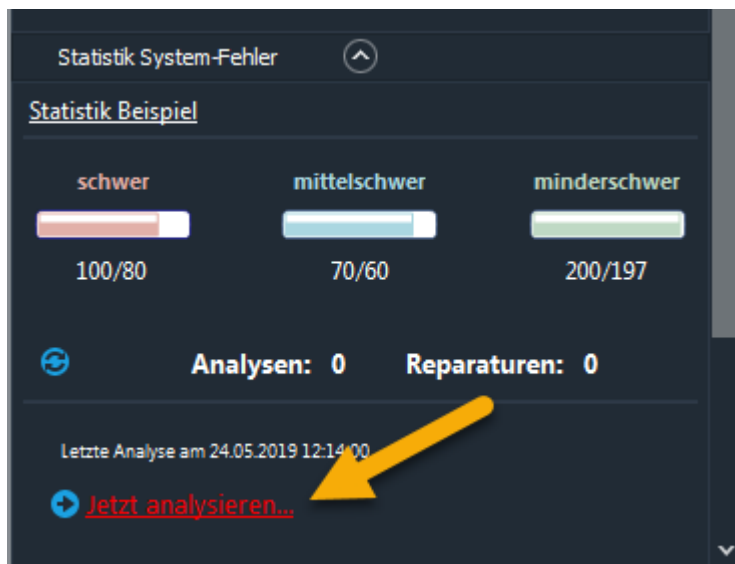 Statistik System-Fehler
Statistik Beispiel
schwer mittelschwer minderschwer
100/80 70/60 200/197
Analysen: 0 Reparaturen: 0
Letzte Analyse am 24.05.2019 12:14:00
Jetzt analysieren...